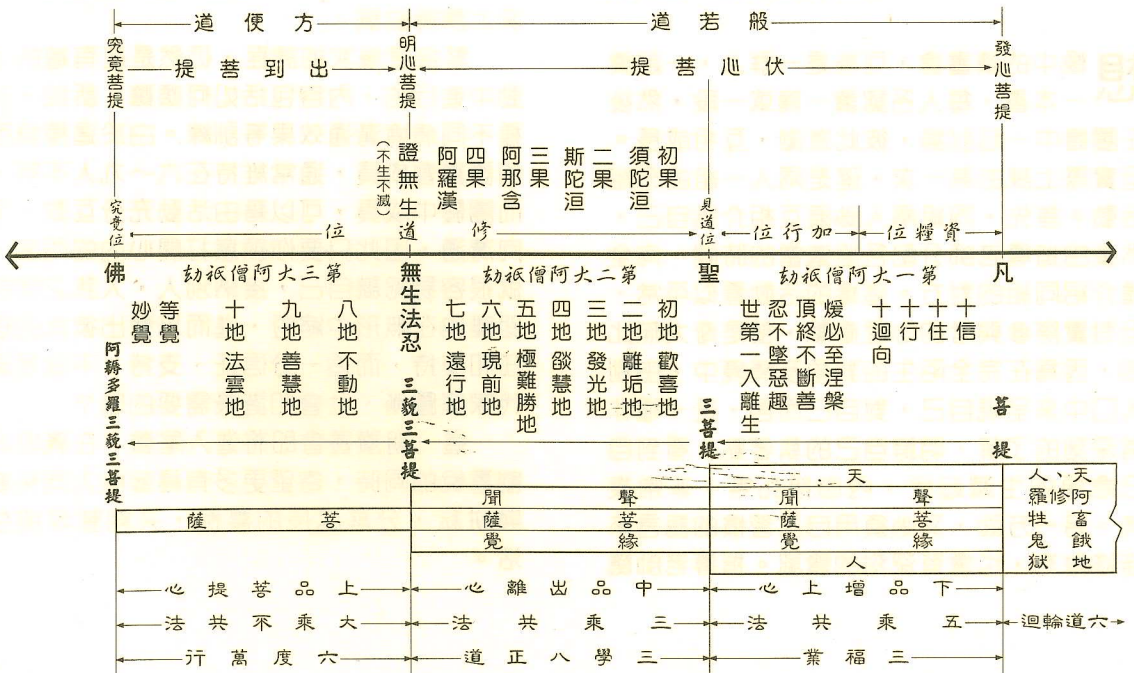 般若道
方便道
發心菩提
伏心菩提
明心菩提
出到菩提
究竟菩提
初果
須陀洹
二果
斯陀洹
三果
阿那含
四果
阿羅漢
證無生道
(不生不滅)
資糧位
加行位
見道位
修
位
究竟位
凡
第一大阿僧祇劫
聖
第二大阿僧祇劫
無生法忍
第三大阿僧祇劫
佛
十信
十住
十行
十迴向
煖必至涅槃
頂終不斷善
忍不墜惡趣
世第一入離生
初地歡喜地
二地離垢地
三地發光地
四地燄慧地
五地極難勝地
六地現前地
七地遠行地
八地不動地
九地善慧地
十地法雲地
等覺
妙覺
菩提
三菩提
三藐三菩提
阿耨多羅三藐三菩提
天、人
阿修羅
畜牲
餓鬼
地獄
天
聲聞
菩薩
緣覺
人
聲聞
菩薩
緣覺
菩薩
下品增上心
中品出離心
上品菩提心
六道輪迴
五乘共法
三乘共法
大乘不共法
三福業
三學八正道
六度萬行